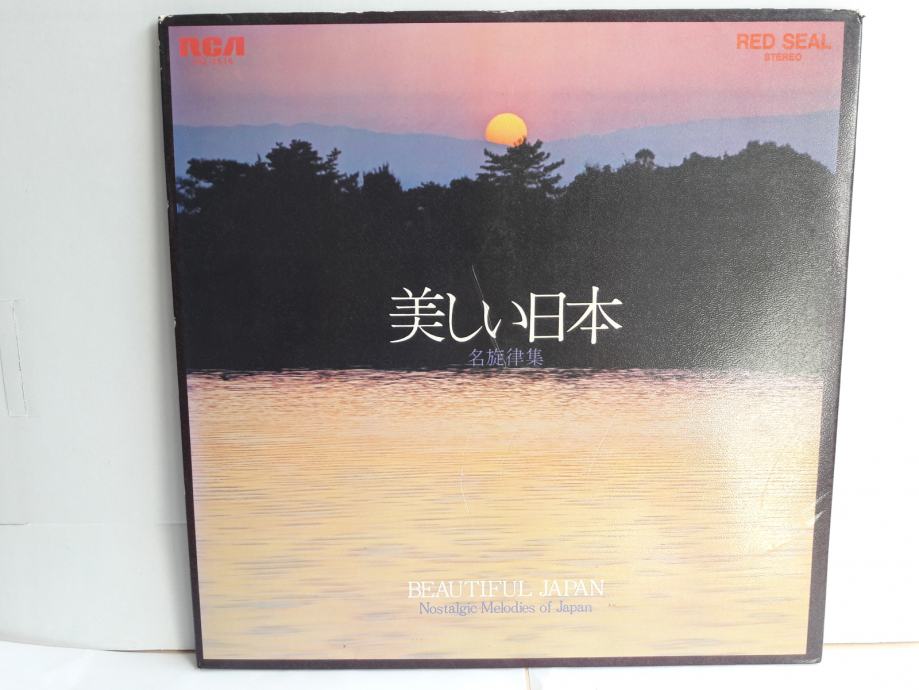 RCA
RED SEAL
STEREO
美しい日本
名旋律集
BEAUTIFUL JAPAN
Nostalgic Melodies of Japan